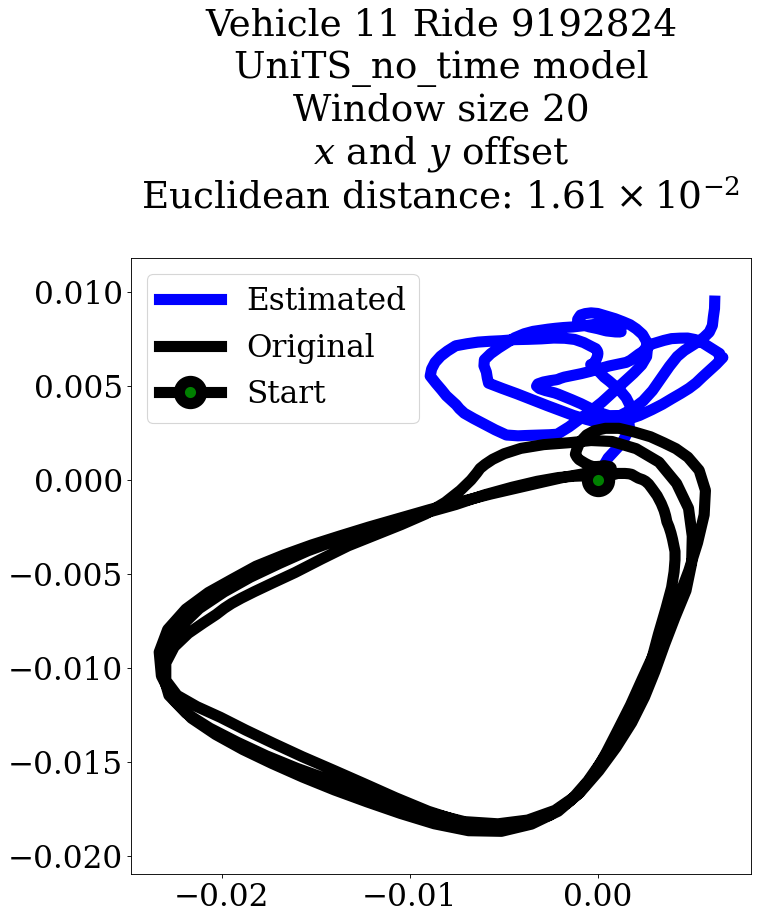 Vehicle 11 Ride 9192824
UniTS_no_time model
Window size 20
x and y offset
Euclidean distance: 1.61 × 10⁻²
Estimated
Original
Start
0.010
0.005
0.000
−0.005
−0.010
−0.015
−0.020
−0.02
−0.01
0.00